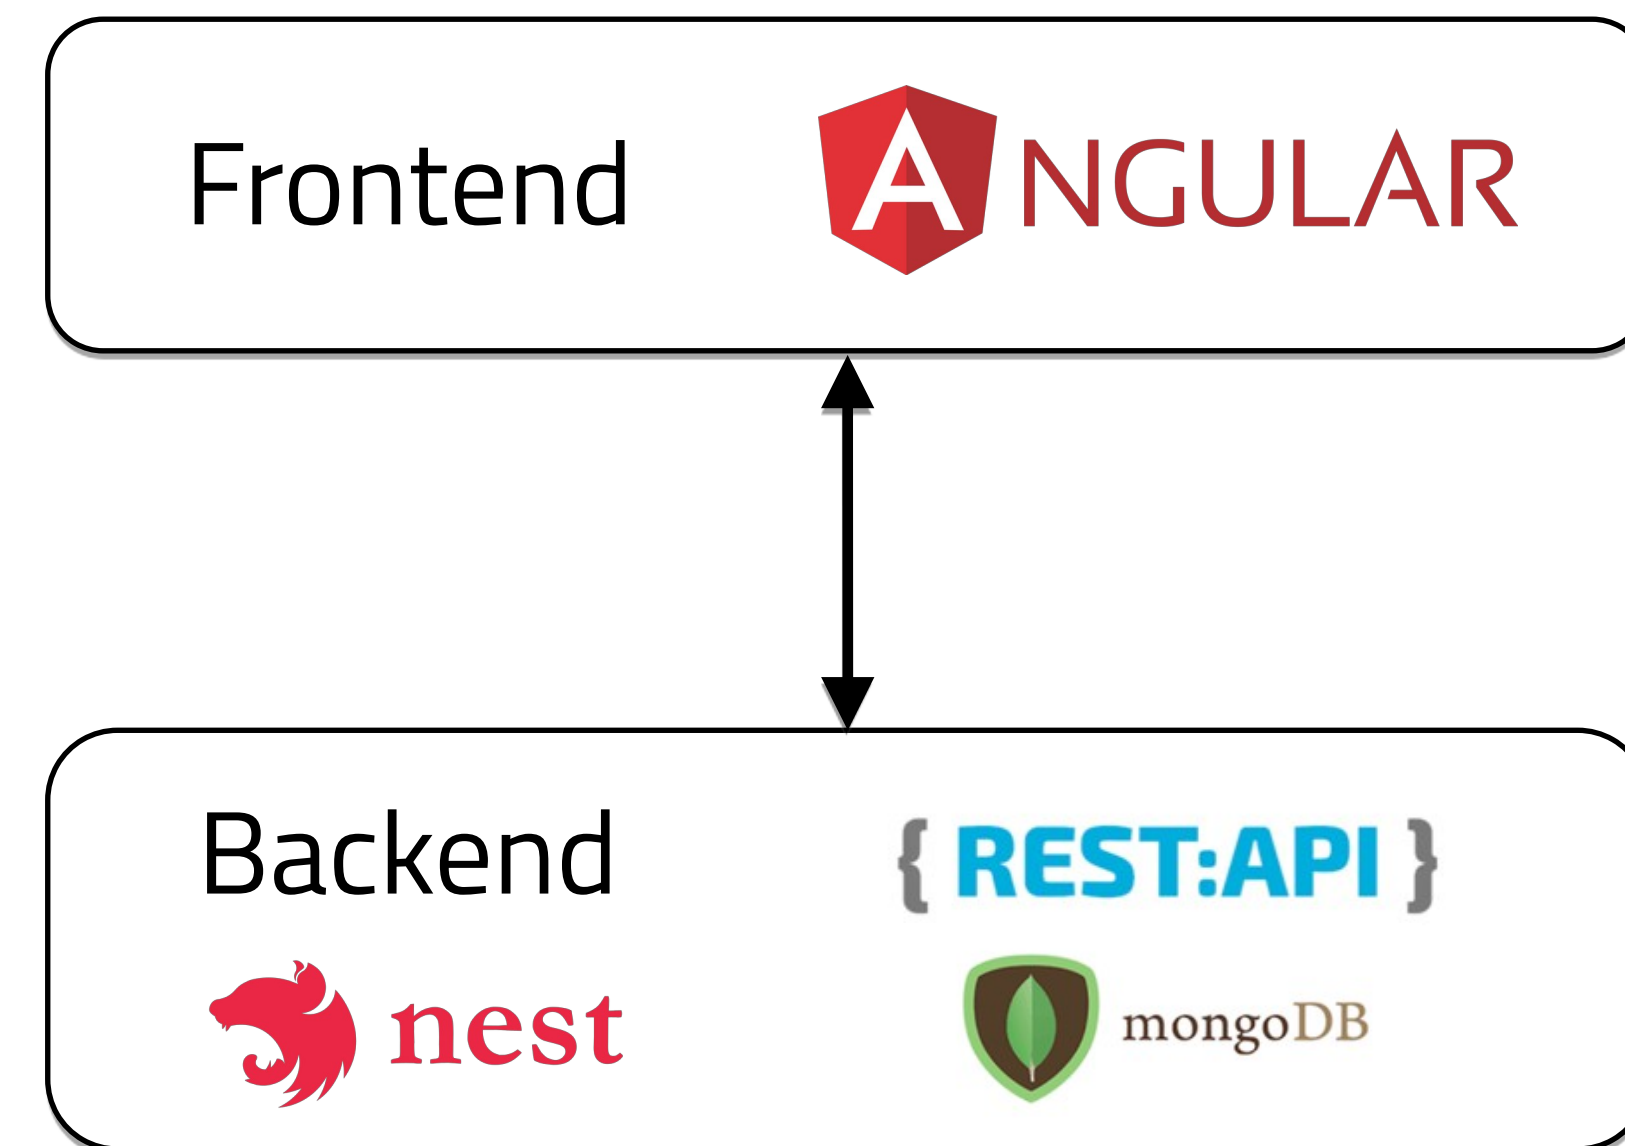 Frontend
ANGULAR
Backend
{ REST:API }
nest
mongoDB